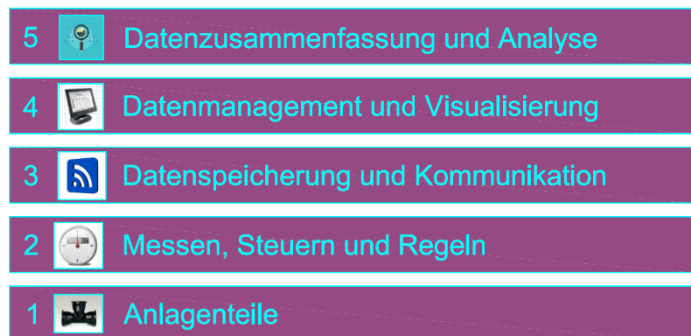 5 Datenzusammenfassung und Analyse
4 Datenmanagement und Visualisierung
3 Datenspeicherung und Kommunikation
2 Messen, Steuern und Regeln
1 Anlagenteile